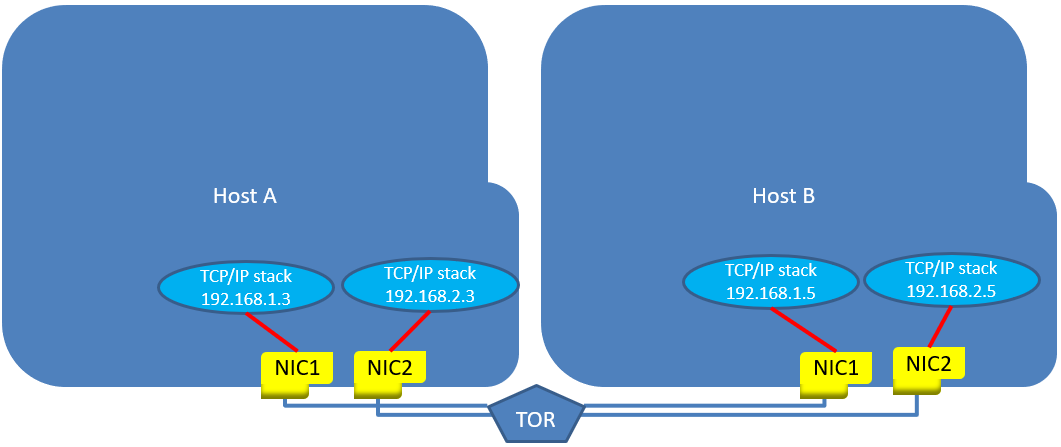 Host A
Host B
TCP/IP stack
192.168.1.3
TCP/IP stack
192.168.2.3
TCP/IP stack
192.168.1.5
TCP/IP stack
192.168.2.5
NIC1
NIC2
NIC1
NIC2
TOR